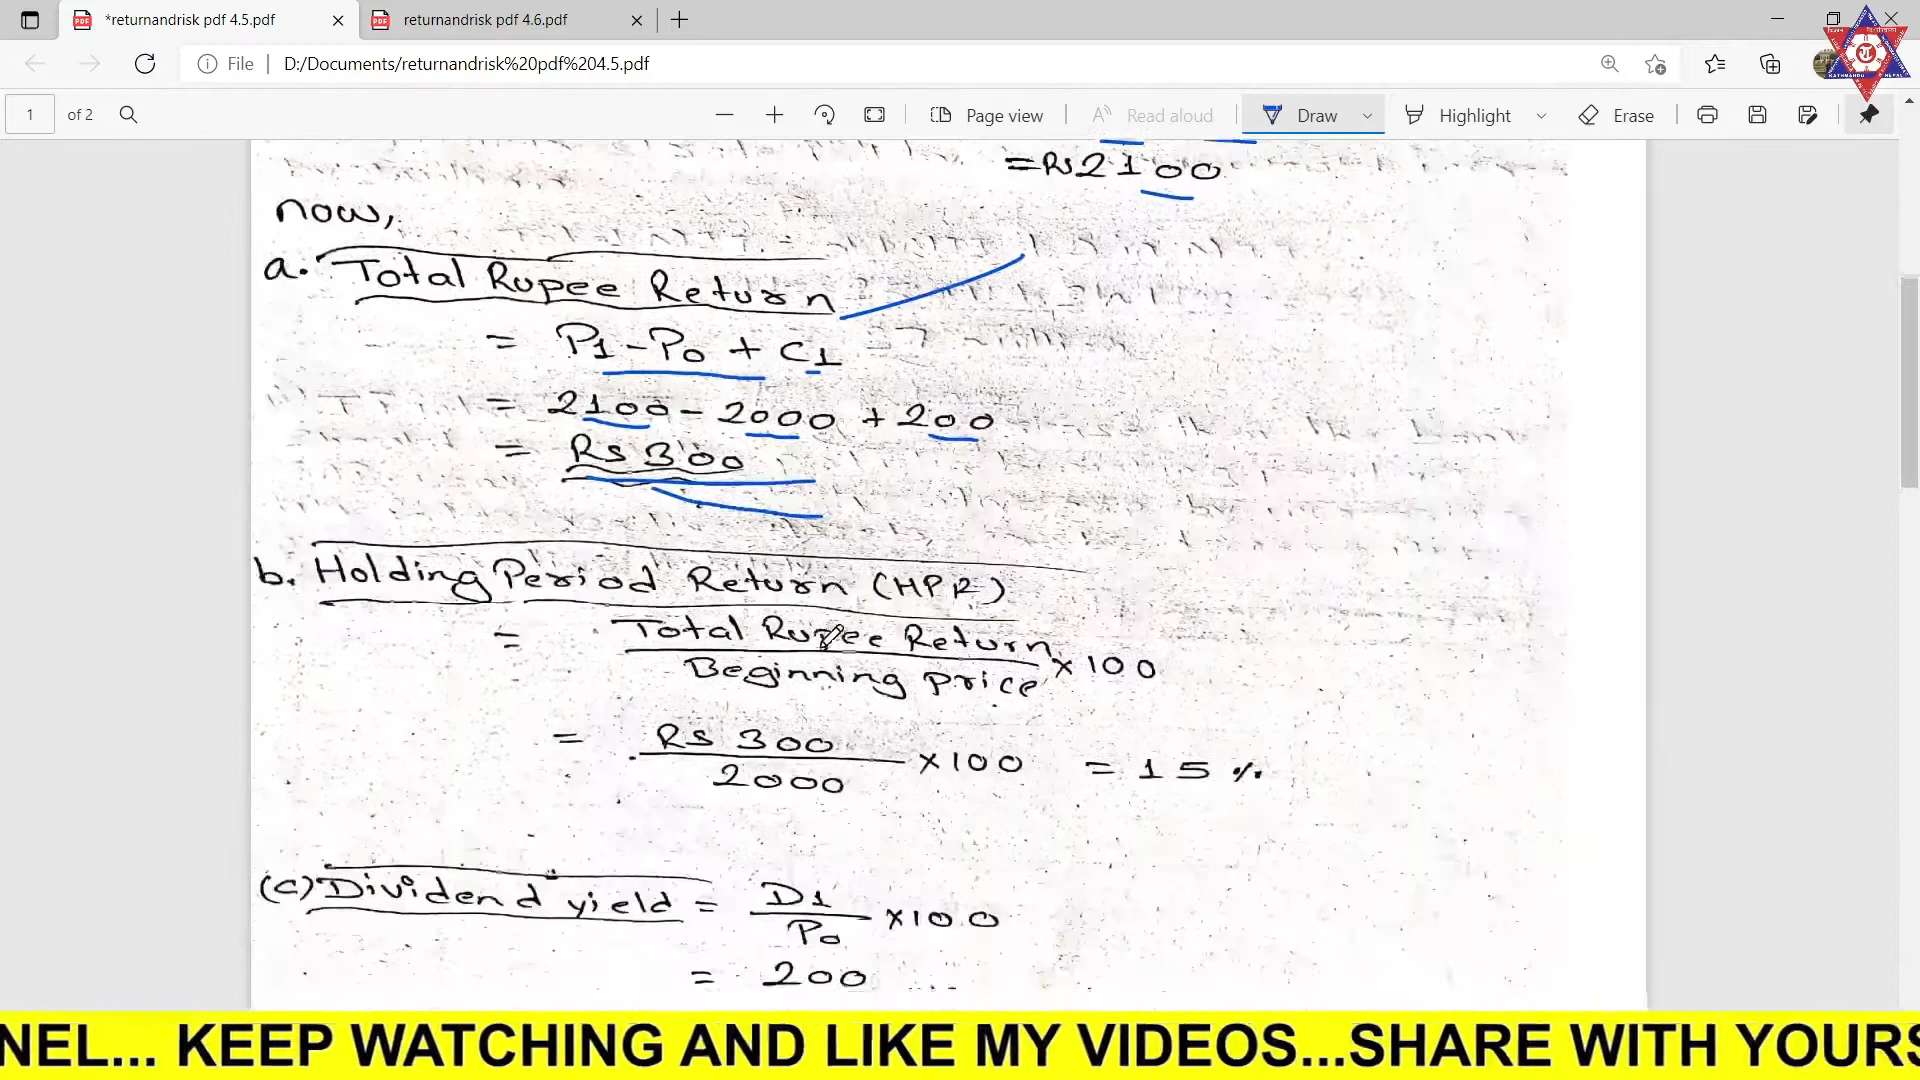 *returnandrisk pdf 4.5.pdf
returnandrisk pdf 4.6.pdf
File
D:/Documents/returnandrisk%20pdf%204.5.pdf
1 of 2
Page view
Read aloud
Draw
Highlight
Erase
KATHMANDU NEPAL
=Rs2100
now,
a. Total Rupee Return
= P1-P0 + C1
= 2100 - 2000 + 200
= Rs 300
b. Holding Period Return (HPR)
= Total Rupee Return
Beginning price ×100
= Rs 300
2000 ×100 = 15 %
(c) Dividend yield = D1
P0 ×100
= 200
NEL... KEEP WATCHING AND LIKE MY VIDEOS...SHARE WITH YOURS